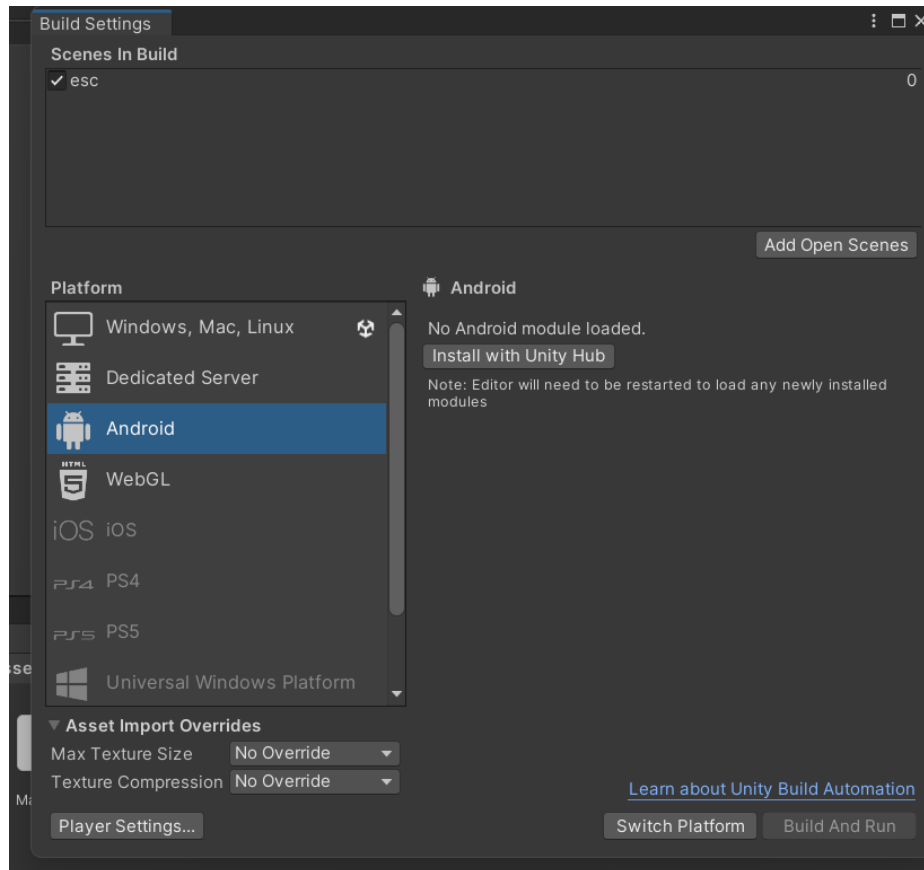 Build Settings
Scenes In Build
esc 0
Add Open Scenes
Platform
Windows, Mac, Linux
Dedicated Server
Android
HTML
5
WebGL
iOS iOS
PS4 PS4
PS5 PS5
Universal Windows Platform
Android
No Android module loaded.
Install with Unity Hub
Note: Editor will need to be restarted to load any newly installed
modules
Asset Import Overrides
Max Texture Size No Override
Texture Compression No Override
Learn about Unity Build Automation
Player Settings...
Switch Platform Build And Run